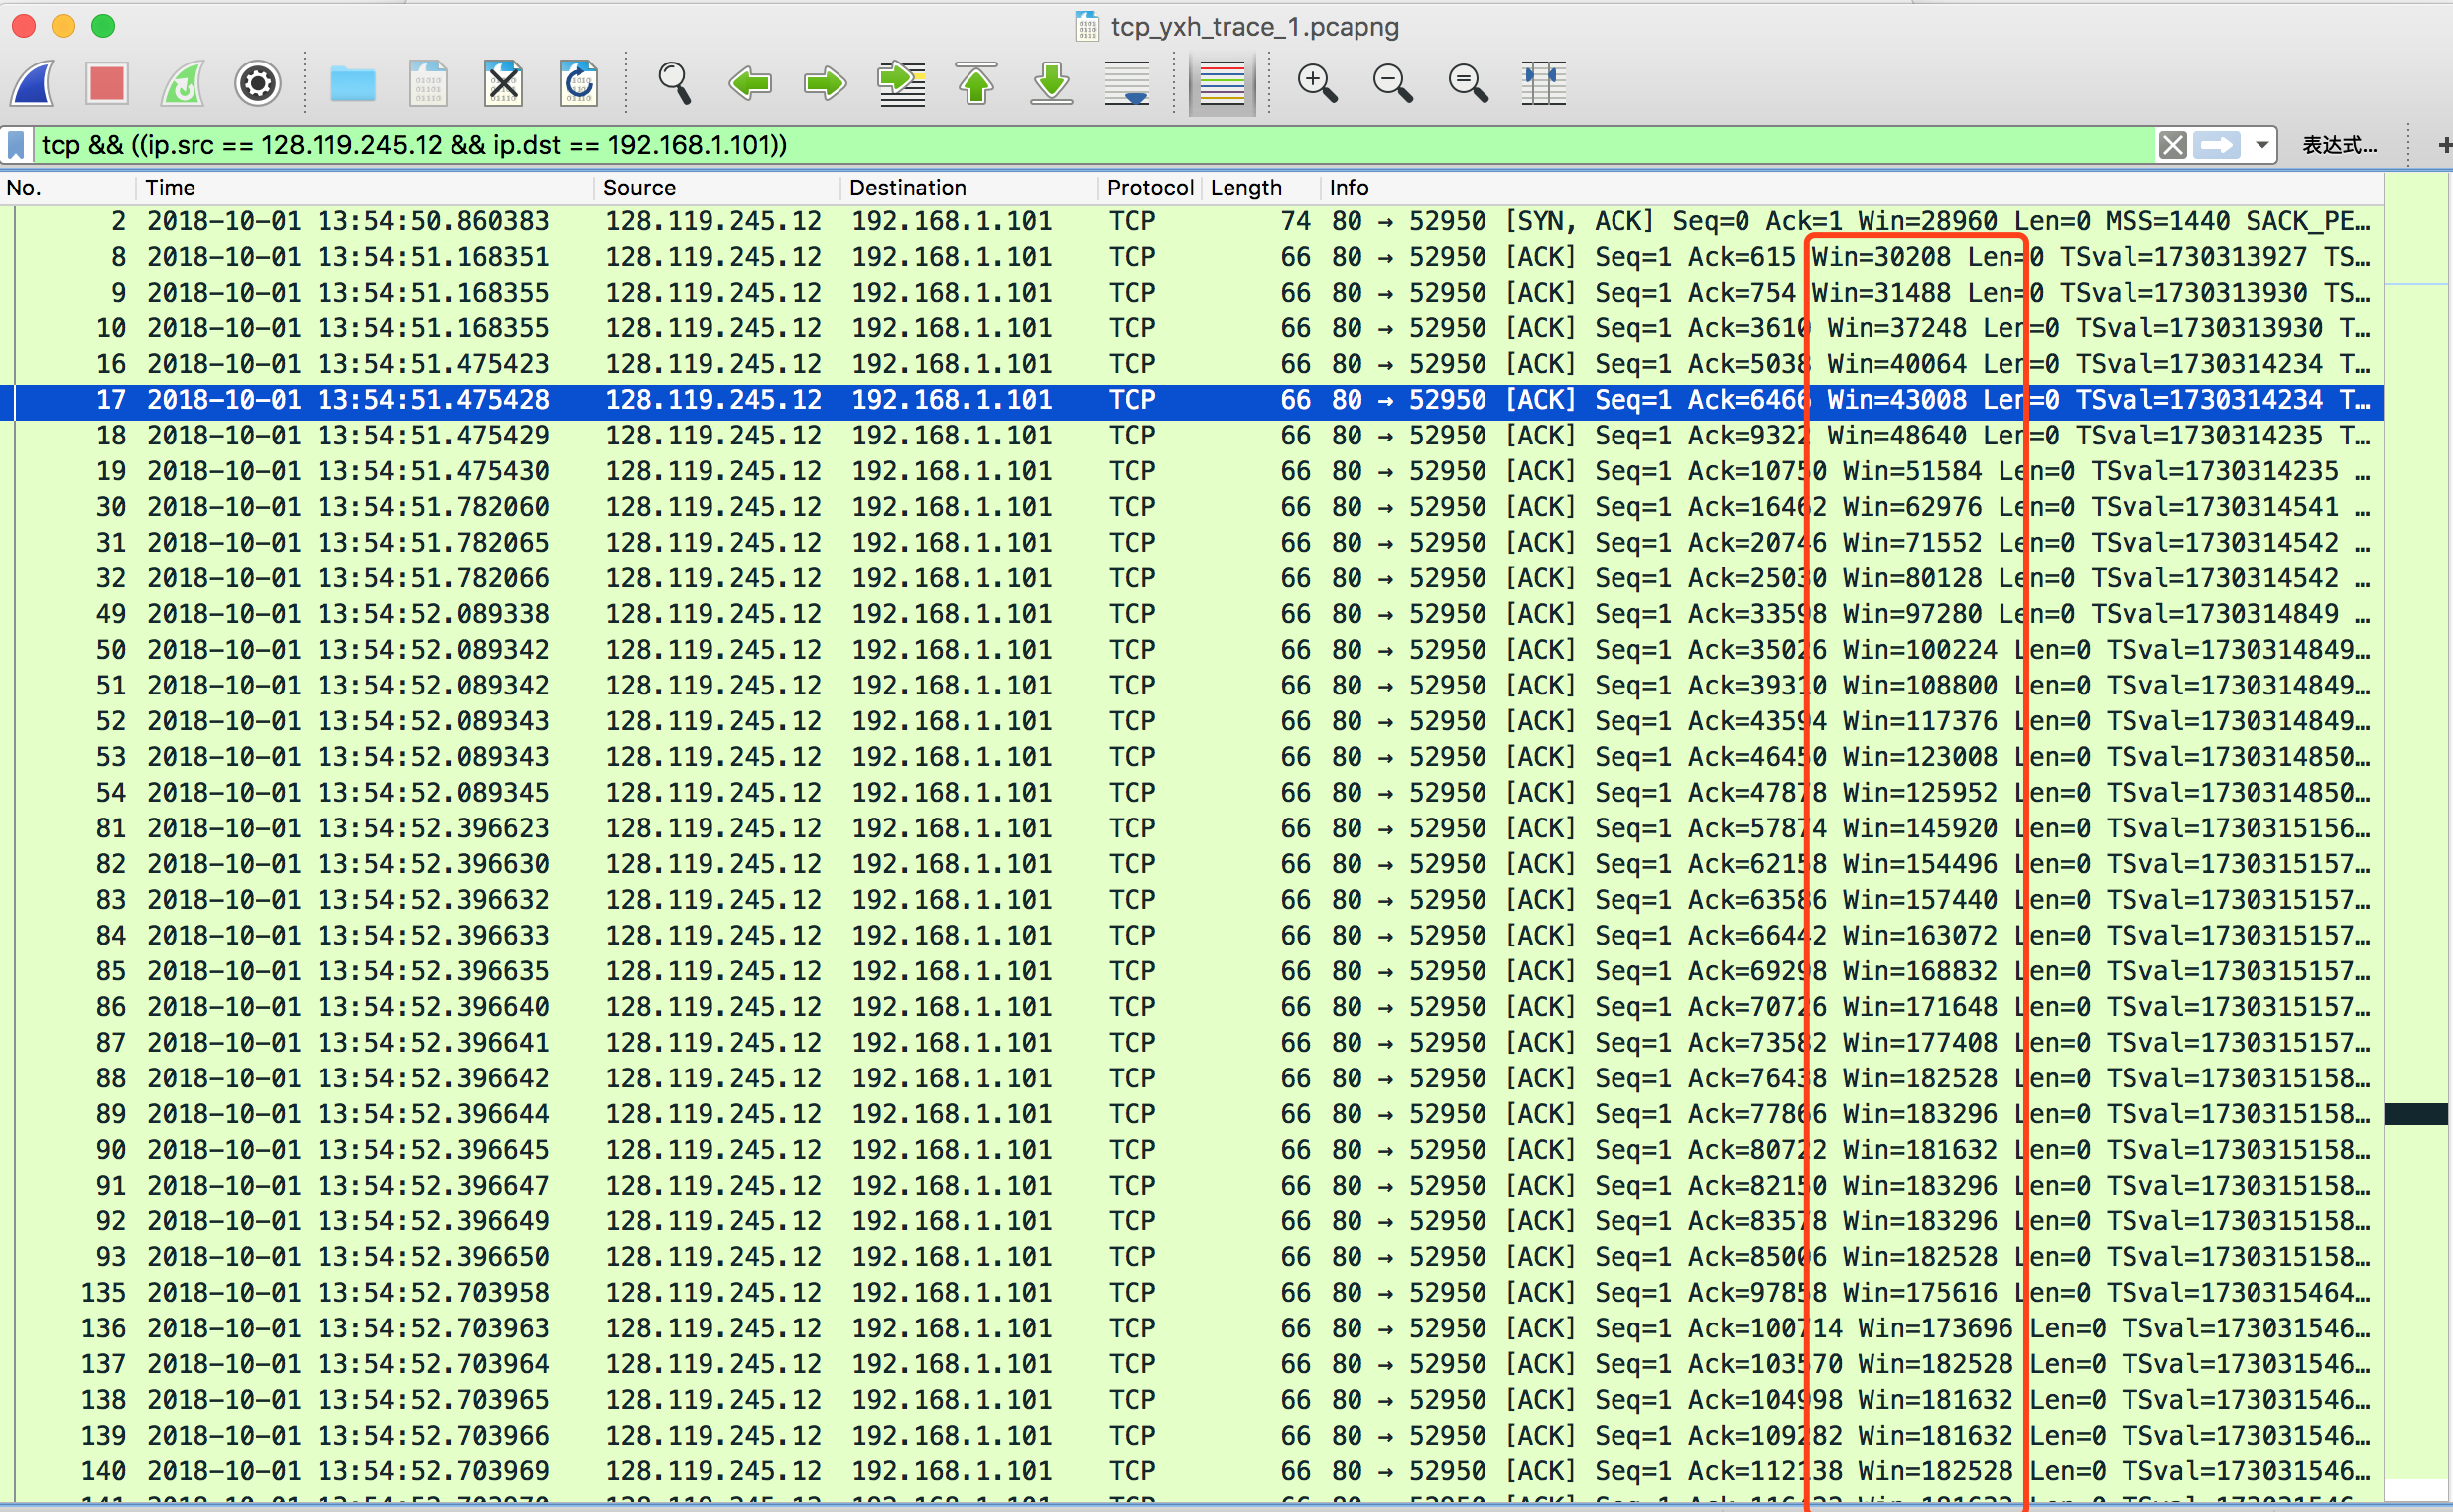 tcp_yxh_trace_1.pcapng
tcp && ((ip.src == 128.119.245.12 && ip.dst == 192.168.1.101)) 表达式… +
No. Time Source Destination Protocol Length Info
2 2018-10-01 13:54:50.860383 128.119.245.12 192.168.1.101 TCP 74 80 → 52950 [SYN, ACK] Seq=0 Ack=1 Win=28960 Len=0 MSS=1440 SACK_PE…
8 2018-10-01 13:54:51.168351 128.119.245.12 192.168.1.101 TCP 66 80 → 52950 [ACK] Seq=1 Ack=615 Win=30208 Len=0 TSval=1730313927 TS…
9 2018-10-01 13:54:51.168355 128.119.245.12 192.168.1.101 TCP 66 80 → 52950 [ACK] Seq=1 Ack=754 Win=31488 Len=0 TSval=1730313930 TS…
10 2018-10-01 13:54:51.168355 128.119.245.12 192.168.1.101 TCP 66 80 → 52950 [ACK] Seq=1 Ack=3610 Win=37248 Len=0 TSval=1730313930 T…
16 2018-10-01 13:54:51.475423 128.119.245.12 192.168.1.101 TCP 66 80 → 52950 [ACK] Seq=1 Ack=5038 Win=40064 Len=0 TSval=1730314234 T…
17 2018-10-01 13:54:51.475428 128.119.245.12 192.168.1.101 TCP 66 80 → 52950 [ACK] Seq=1 Ack=6466 Win=43008 Len=0 TSval=1730314234 T…
18 2018-10-01 13:54:51.475429 128.119.245.12 192.168.1.101 TCP 66 80 → 52950 [ACK] Seq=1 Ack=9322 Win=48640 Len=0 TSval=1730314235 T…
19 2018-10-01 13:54:51.475430 128.119.245.12 192.168.1.101 TCP 66 80 → 52950 [ACK] Seq=1 Ack=10750 Win=51584 Len=0 TSval=1730314235 …
30 2018-10-01 13:54:51.782060 128.119.245.12 192.168.1.101 TCP 66 80 → 52950 [ACK] Seq=1 Ack=16462 Win=62976 Len=0 TSval=1730314541 …
31 2018-10-01 13:54:51.782065 128.119.245.12 192.168.1.101 TCP 66 80 → 52950 [ACK] Seq=1 Ack=20746 Win=71552 Len=0 TSval=1730314542 …
32 2018-10-01 13:54:51.782066 128.119.245.12 192.168.1.101 TCP 66 80 → 52950 [ACK] Seq=1 Ack=25030 Win=80128 Len=0 TSval=1730314542 …
49 2018-10-01 13:54:52.089338 128.119.245.12 192.168.1.101 TCP 66 80 → 52950 [ACK] Seq=1 Ack=33598 Win=97280 Len=0 TSval=1730314849 …
50 2018-10-01 13:54:52.089342 128.119.245.12 192.168.1.101 TCP 66 80 → 52950 [ACK] Seq=1 Ack=35026 Win=100224 Len=0 TSval=1730314849…
51 2018-10-01 13:54:52.089342 128.119.245.12 192.168.1.101 TCP 66 80 → 52950 [ACK] Seq=1 Ack=39310 Win=108800 Len=0 TSval=1730314849…
52 2018-10-01 13:54:52.089343 128.119.245.12 192.168.1.101 TCP 66 80 → 52950 [ACK] Seq=1 Ack=43594 Win=117376 Len=0 TSval=1730314849…
53 2018-10-01 13:54:52.089343 128.119.245.12 192.168.1.101 TCP 66 80 → 52950 [ACK] Seq=1 Ack=46450 Win=123008 Len=0 TSval=1730314850…
54 2018-10-01 13:54:52.089345 128.119.245.12 192.168.1.101 TCP 66 80 → 52950 [ACK] Seq=1 Ack=47878 Win=125952 Len=0 TSval=1730314850…
81 2018-10-01 13:54:52.396623 128.119.245.12 192.168.1.101 TCP 66 80 → 52950 [ACK] Seq=1 Ack=57874 Win=145920 Len=0 TSval=1730315156…
82 2018-10-01 13:54:52.396630 128.119.245.12 192.168.1.101 TCP 66 80 → 52950 [ACK] Seq=1 Ack=62158 Win=154496 Len=0 TSval=1730315157…
83 2018-10-01 13:54:52.396632 128.119.245.12 192.168.1.101 TCP 66 80 → 52950 [ACK] Seq=1 Ack=63586 Win=157440 Len=0 TSval=1730315157…
84 2018-10-01 13:54:52.396633 128.119.245.12 192.168.1.101 TCP 66 80 → 52950 [ACK] Seq=1 Ack=66442 Win=163072 Len=0 TSval=1730315157…
85 2018-10-01 13:54:52.396635 128.119.245.12 192.168.1.101 TCP 66 80 → 52950 [ACK] Seq=1 Ack=69298 Win=168832 Len=0 TSval=1730315157…
86 2018-10-01 13:54:52.396640 128.119.245.12 192.168.1.101 TCP 66 80 → 52950 [ACK] Seq=1 Ack=70726 Win=171648 Len=0 TSval=1730315157…
87 2018-10-01 13:54:52.396641 128.119.245.12 192.168.1.101 TCP 66 80 → 52950 [ACK] Seq=1 Ack=73582 Win=177408 Len=0 TSval=1730315157…
88 2018-10-01 13:54:52.396642 128.119.245.12 192.168.1.101 TCP 66 80 → 52950 [ACK] Seq=1 Ack=76438 Win=182528 Len=0 TSval=1730315158…
89 2018-10-01 13:54:52.396644 128.119.245.12 192.168.1.101 TCP 66 80 → 52950 [ACK] Seq=1 Ack=77866 Win=183296 Len=0 TSval=1730315158…
90 2018-10-01 13:54:52.396645 128.119.245.12 192.168.1.101 TCP 66 80 → 52950 [ACK] Seq=1 Ack=80722 Win=181632 Len=0 TSval=1730315158…
91 2018-10-01 13:54:52.396647 128.119.245.12 192.168.1.101 TCP 66 80 → 52950 [ACK] Seq=1 Ack=82150 Win=183296 Len=0 TSval=1730315158…
92 2018-10-01 13:54:52.396649 128.119.245.12 192.168.1.101 TCP 66 80 → 52950 [ACK] Seq=1 Ack=83578 Win=183296 Len=0 TSval=1730315158…
93 2018-10-01 13:54:52.396650 128.119.245.12 192.168.1.101 TCP 66 80 → 52950 [ACK] Seq=1 Ack=85006 Win=182528 Len=0 TSval=1730315158…
135 2018-10-01 13:54:52.703958 128.119.245.12 192.168.1.101 TCP 66 80 → 52950 [ACK] Seq=1 Ack=97858 Win=175616 Len=0 TSval=1730315464…
136 2018-10-01 13:54:52.703963 128.119.245.12 192.168.1.101 TCP 66 80 → 52950 [ACK] Seq=1 Ack=100714 Win=173696 Len=0 TSval=173031546…
137 2018-10-01 13:54:52.703964 128.119.245.12 192.168.1.101 TCP 66 80 → 52950 [ACK] Seq=1 Ack=103570 Win=182528 Len=0 TSval=173031546…
138 2018-10-01 13:54:52.703965 128.119.245.12 192.168.1.101 TCP 66 80 → 52950 [ACK] Seq=1 Ack=104998 Win=181632 Len=0 TSval=173031546…
139 2018-10-01 13:54:52.703966 128.119.245.12 192.168.1.101 TCP 66 80 → 52950 [ACK] Seq=1 Ack=109282 Win=181632 Len=0 TSval=173031546…
140 2018-10-01 13:54:52.703969 128.119.245.12 192.168.1.101 TCP 66 80 → 52950 [ACK] Seq=1 Ack=112138 Win=182528 Len=0 TSval=173031546…